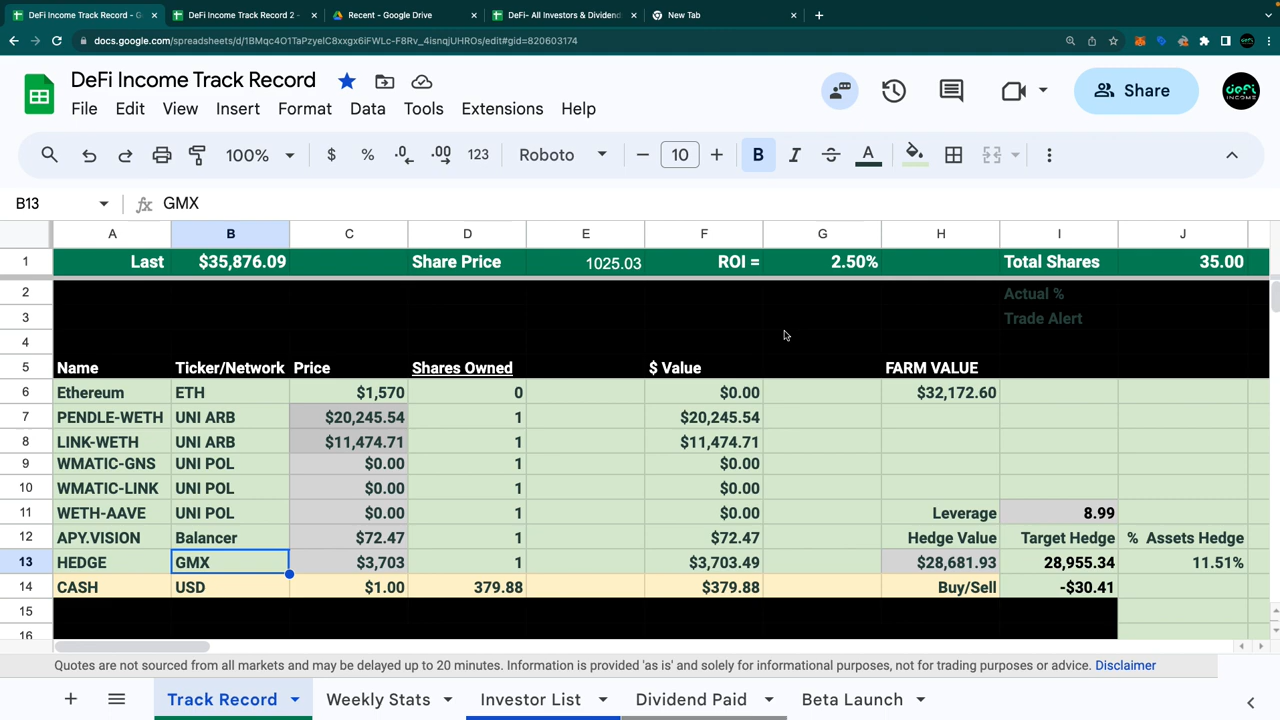 DeFi Income Track Record - G
DeFi Income Track Record 2 -
Recent - Google Drive
DeFi- All Investors & Dividend
New Tab
docs.google.com/spreadsheets/d/1BMqc4O1TaPzyelC8xxgx6iFWLc-F8Rv_4isnqjUHROs/edit#gid=820603174
DeFi Income Track Record
File Edit View Insert Format Data Tools Extensions Help
Share
defi
INCOME
100% $ % .0 .00 123 Roboto 10 B I A
B13 fx GMX
A B C D E F G H I J
1 Last $35,876.09 Share Price 1025.03 ROI = 2.50% Total Shares 35.00
2 Actual %
3 Trade Alert
4
5 Name Ticker/Network Price Shares Owned $ Value FARM VALUE
6 Ethereum ETH $1,570 0 $0.00 $32,172.60
7 PENDLE-WETH UNI ARB $20,245.54 1 $20,245.54
8 LINK-WETH UNI ARB $11,474.71 1 $11,474.71
9 WMATIC-GNS UNI POL $0.00 1 $0.00
10 WMATIC-LINK UNI POL $0.00 1 $0.00
11 WETH-AAVE UNI POL $0.00 1 $0.00 Leverage 8.99
12 APY.VISION Balancer $72.47 1 $72.47 Hedge Value Target Hedge % Assets Hedge
13 HEDGE GMX $3,703 1 $3,703.49 $28,681.93 28,955.34 11.51%
14 CASH USD $1.00 379.88 $379.88 Buy/Sell -$30.41
15
16
Quotes are not sourced from all markets and may be delayed up to 20 minutes. Information is provided 'as is' and solely for informational purposes, not for trading purposes or advice. Disclaimer
Track Record Weekly Stats Investor List Dividend Paid Beta Launch